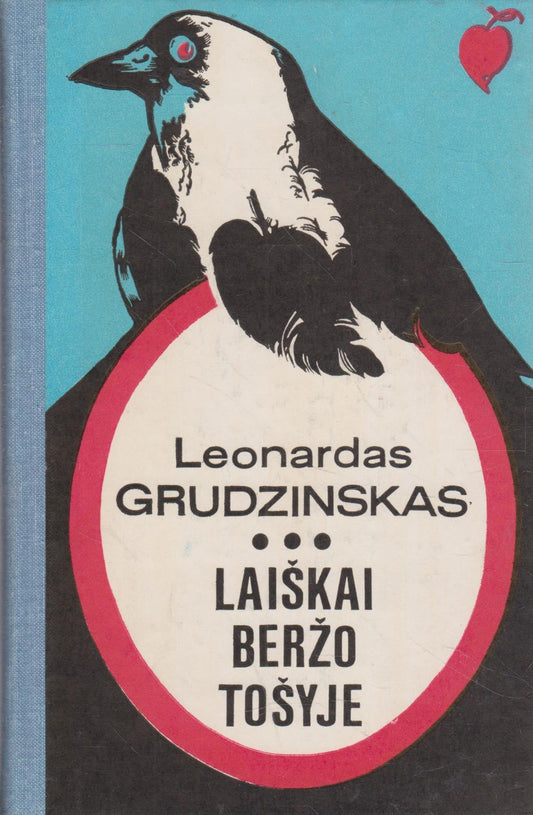 Leonardas
GRUDZINSKAS
•••
LAIŠKAI
BERŽO
TOŠYJE